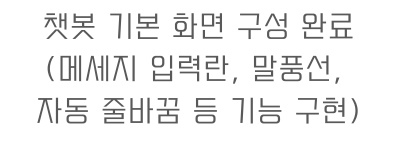 챗봇 기본 화면 구성 완료
(메세지 입력란, 말풍선,
자동 줄바꿈 등 기능 구현)